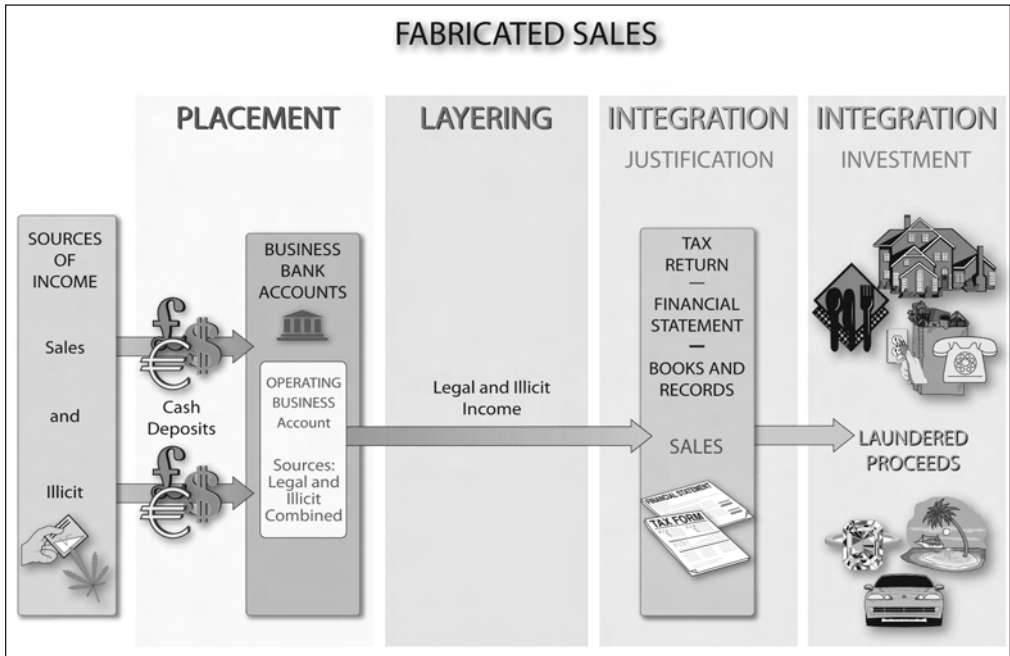 FABRICATED SALES
PLACEMENT
LAYERING
INTEGRATION
JUSTIFICATION
INTEGRATION
INVESTMENT
SOURCES
OF
INCOME
Sales
and
Illicit
Cash
Deposits
BUSINESS
BANK
ACCOUNTS
OPERATING
BUSINESS
Account
Sources:
Legal and
Illicit
Combined
Legal and Illicit
Income
TAX
RETURN
—
FINANCIAL
STATEMENT
—
BOOKS AND
RECORDS
SALES
FINANCIAL STATEMENT
TAX FORM
LAUNDERED
PROCEEDS